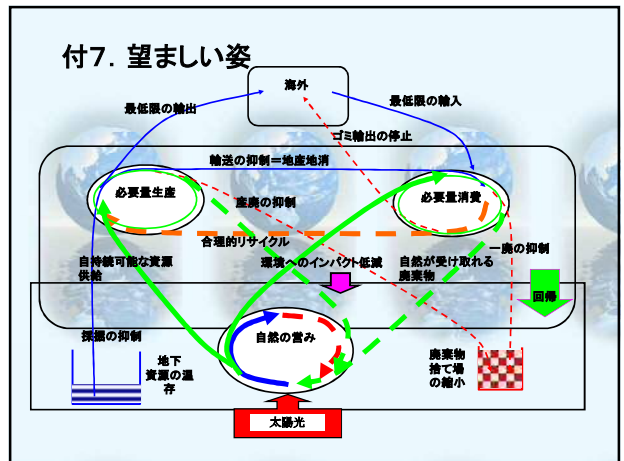 付7. 望ましい姿
海外
最低限の輸出
最低限の輸入
ゴミ輸出の停止
輸送の抑制＝地産地消
必要量生産
必要量消費
産廃の抑制
合理的リサイクル
一廃の抑制
自持続可能な資源
供給
環境へのインパクト低減
自然が受け取れる
廃棄物
回帰
採掘の抑制
自然の営み
地下
資源の温
存
廃棄物
捨て場
の縮小
太陽光